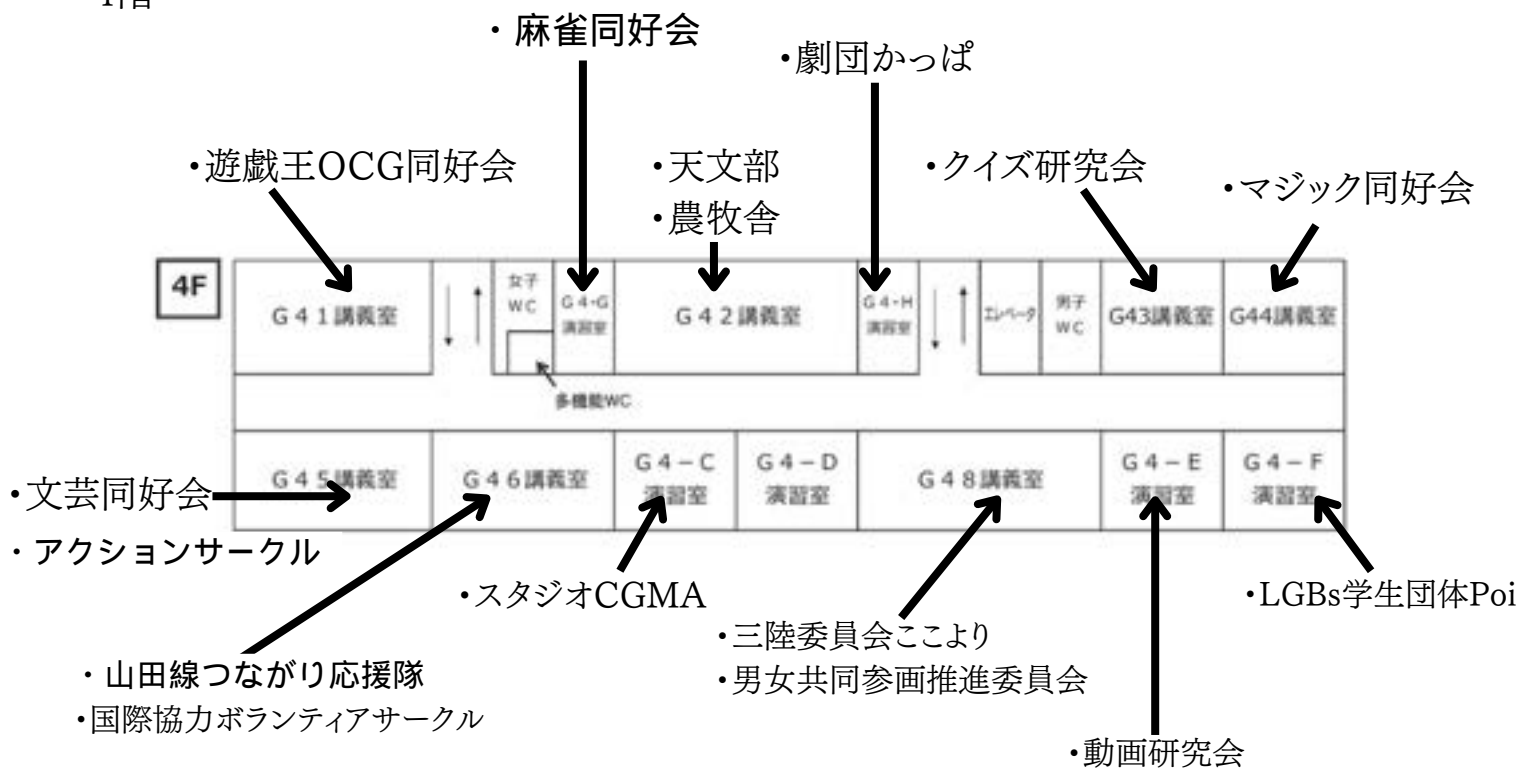 ・麻雀同好会
・劇団かっぱ
・遊戯王OCG同好会
・天文部
・農牧舎
・クイズ研究会
・マジック同好会
4F
G41講義室
女子
WC
G4-G
演習室
G42講義室
G4-H
演習室
エレベータ
男子
WC
G43講義室
G44講義室
多機能WC
G45講義室
G46講義室
G4－C
演習室
G4－D
演習室
G48講義室
G4－E
演習室
G4－F
演習室
・文芸同好会
・アクションサークル
・スタジオCGMA
・LGBs学生団体Poi
・三陸委員会ここより
・男女共同参画推進委員会
・山田線つながり応援隊
・国際協力ボランティアサークル
・動画研究会